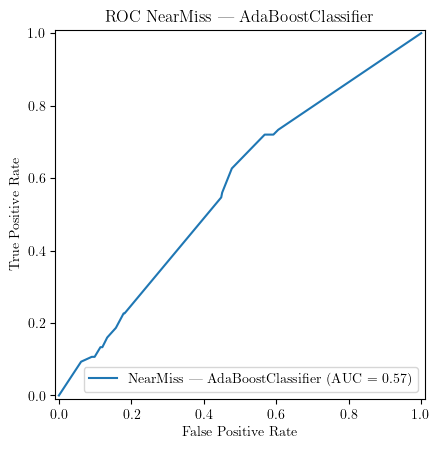 ROC NearMiss — AdaBoostClassifier
1.0
0.8
0.6
0.4
0.2
0.0
True Positive Rate
NearMiss — AdaBoostClassifier (AUC = 0.57)
0.0 0.2 0.4 0.6 0.8 1.0
False Positive Rate